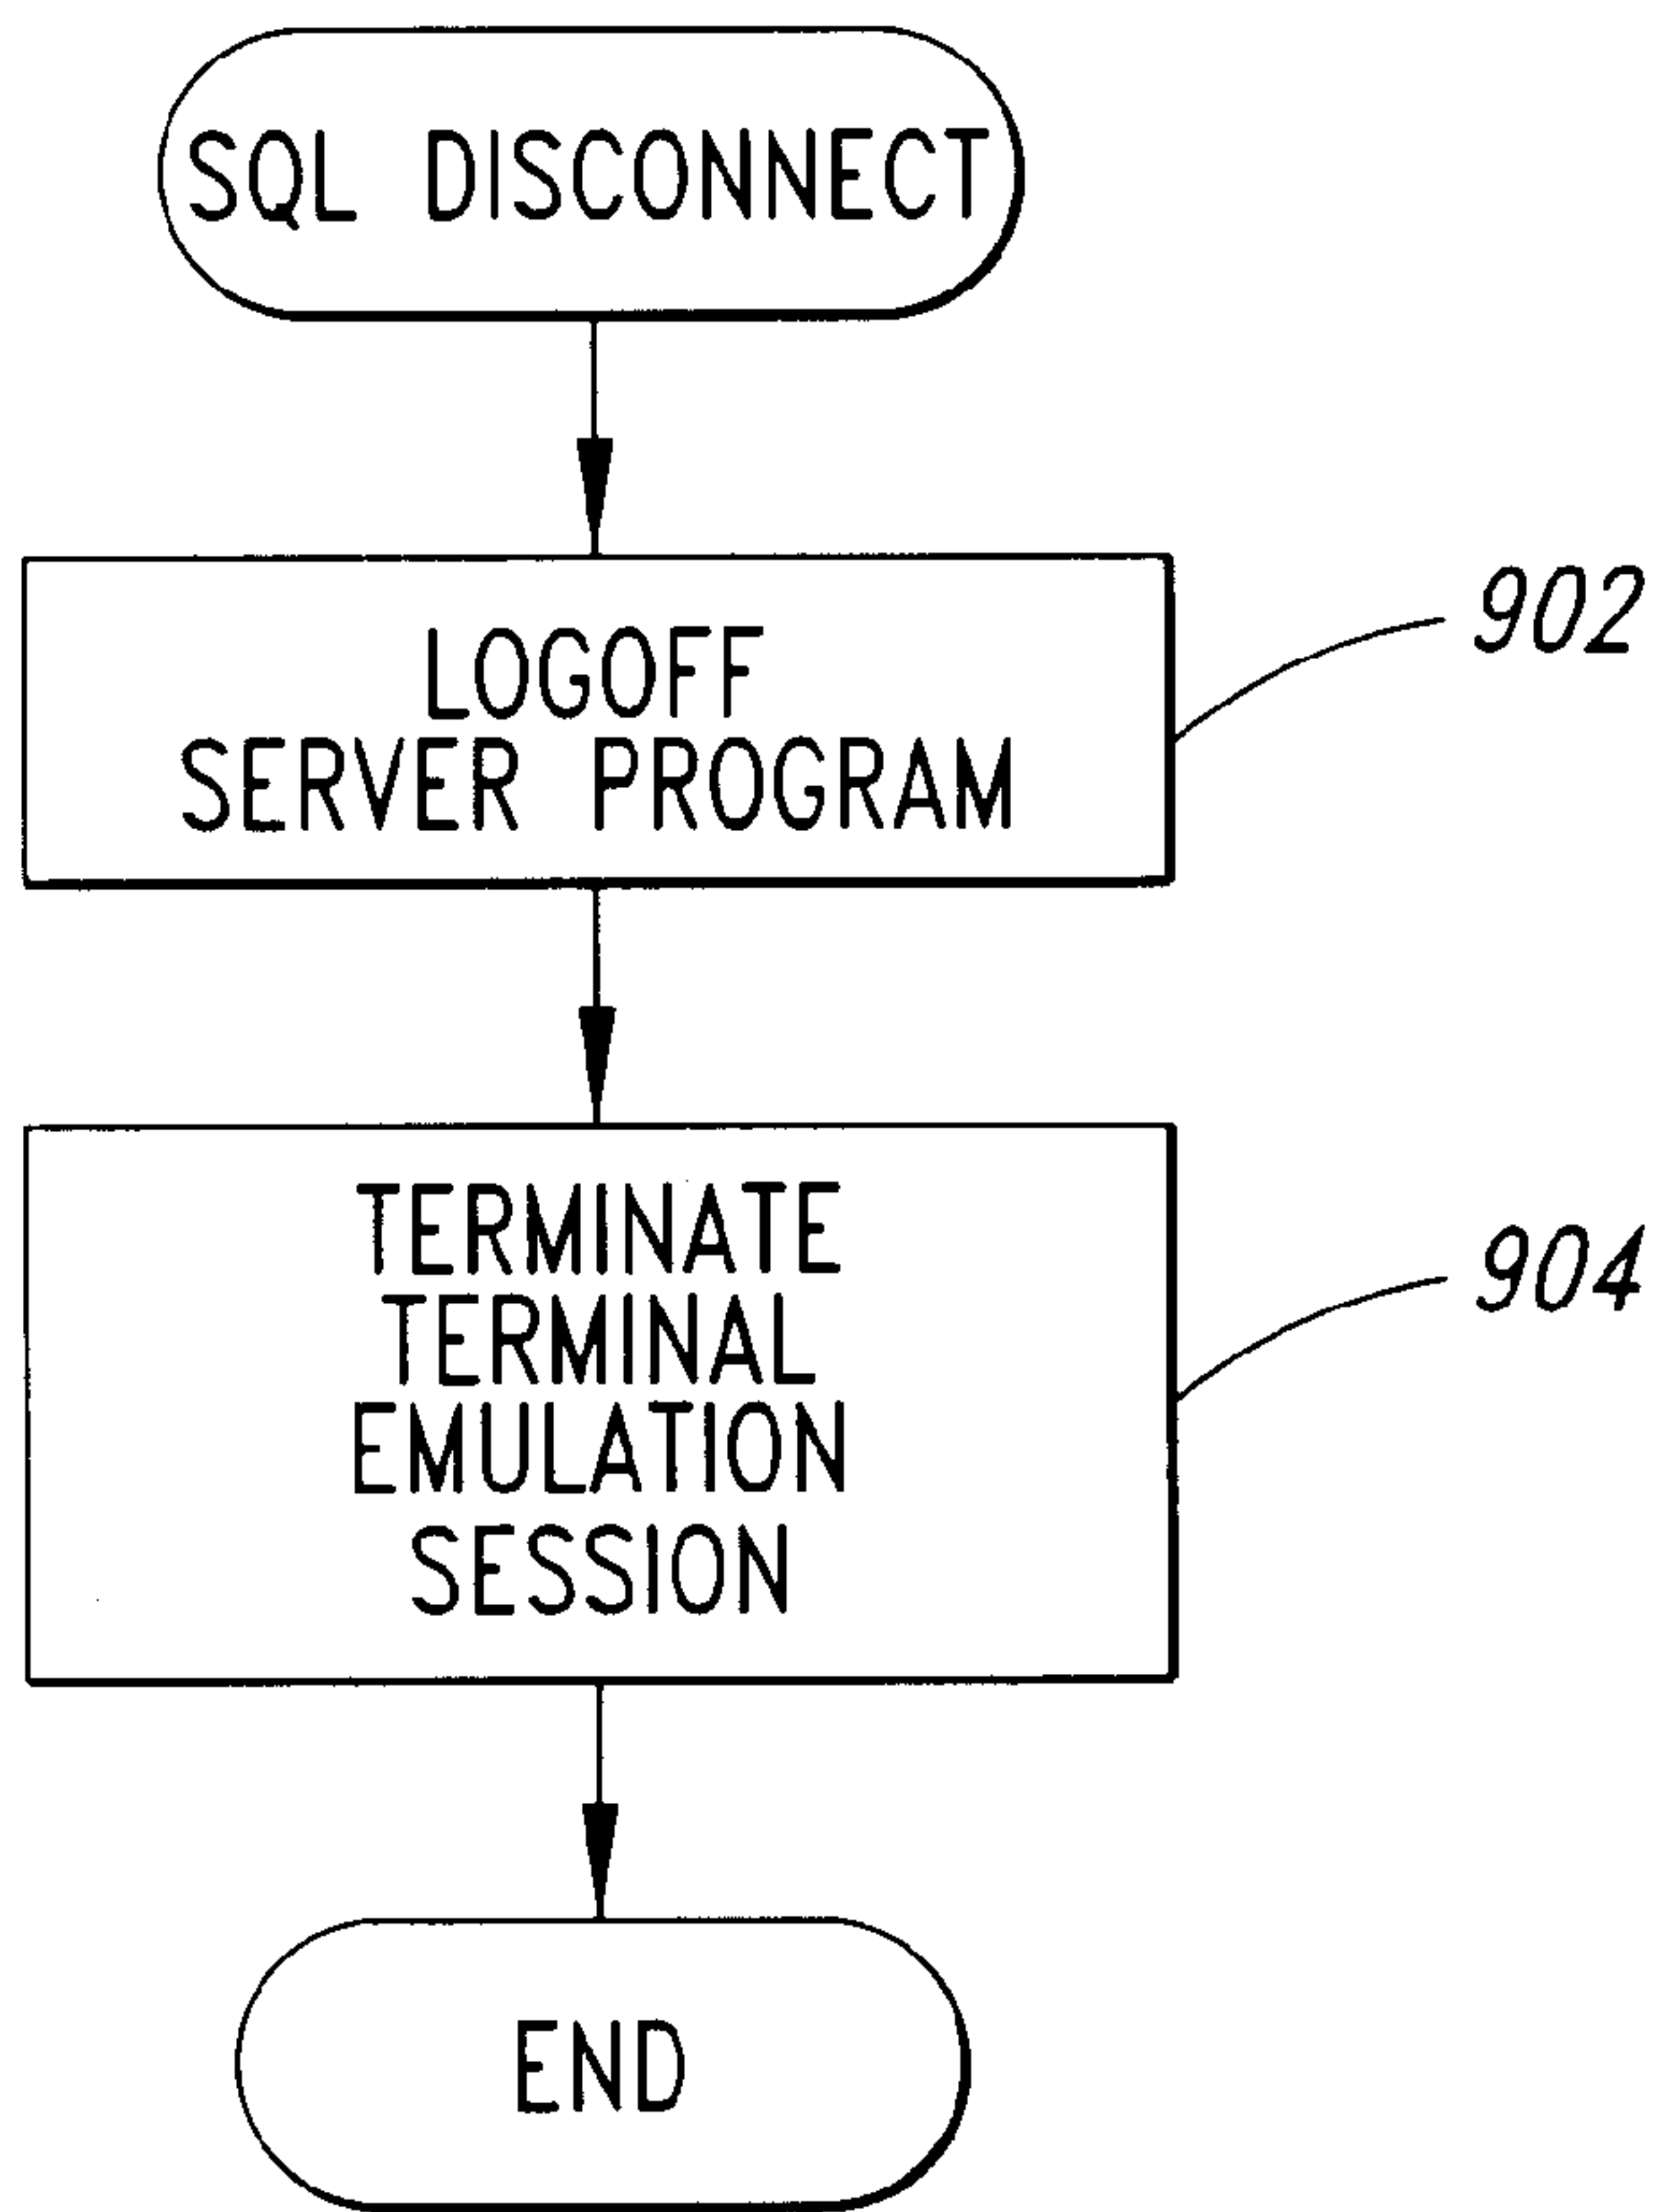 SQL DISCONNECT
LOGOFF
SERVER PROGRAM
902
TERMINATE
TERMINAL
EMULATION
SESSION
904
END